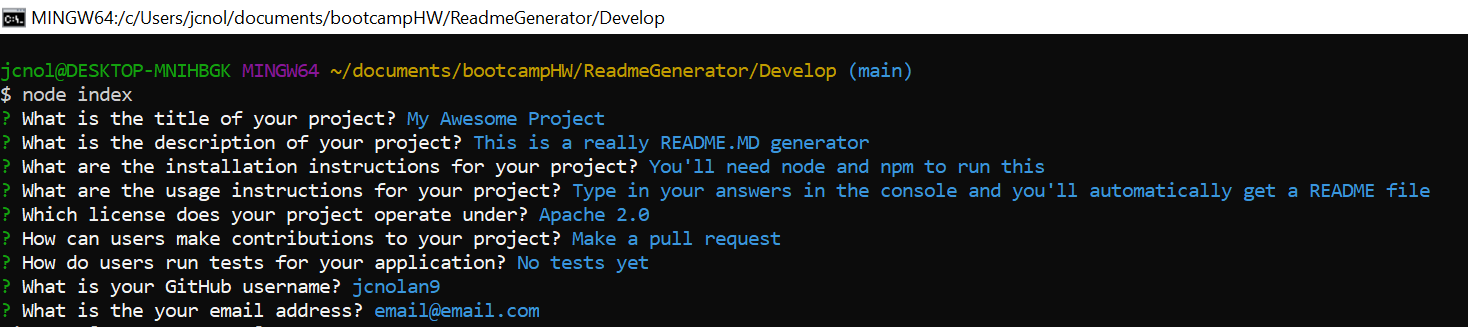 MINGW64:/c/Users/jcnol/documents/bootcampHW/ReadmeGenerator/Develop
jcnol@DESKTOP-MNIHBGK MINGW64 ~/documents/bootcampHW/ReadmeGenerator/Develop (main)
$ node index
? What is the title of your project? My Awesome Project
? What is the description of your project? This is a really README.MD generator
? What are the installation instructions for your project? You'll need node and npm to run this
? What are the usage instructions for your project? Type in your answers in the console and you'll automatically get a README file
? Which license does your project operate under? Apache 2.0
? How can users make contributions to your project? Make a pull request
? How do users run tests for your application? No tests yet
? What is your GitHub username? jcnolan9
? What is the your email address? email@email.com